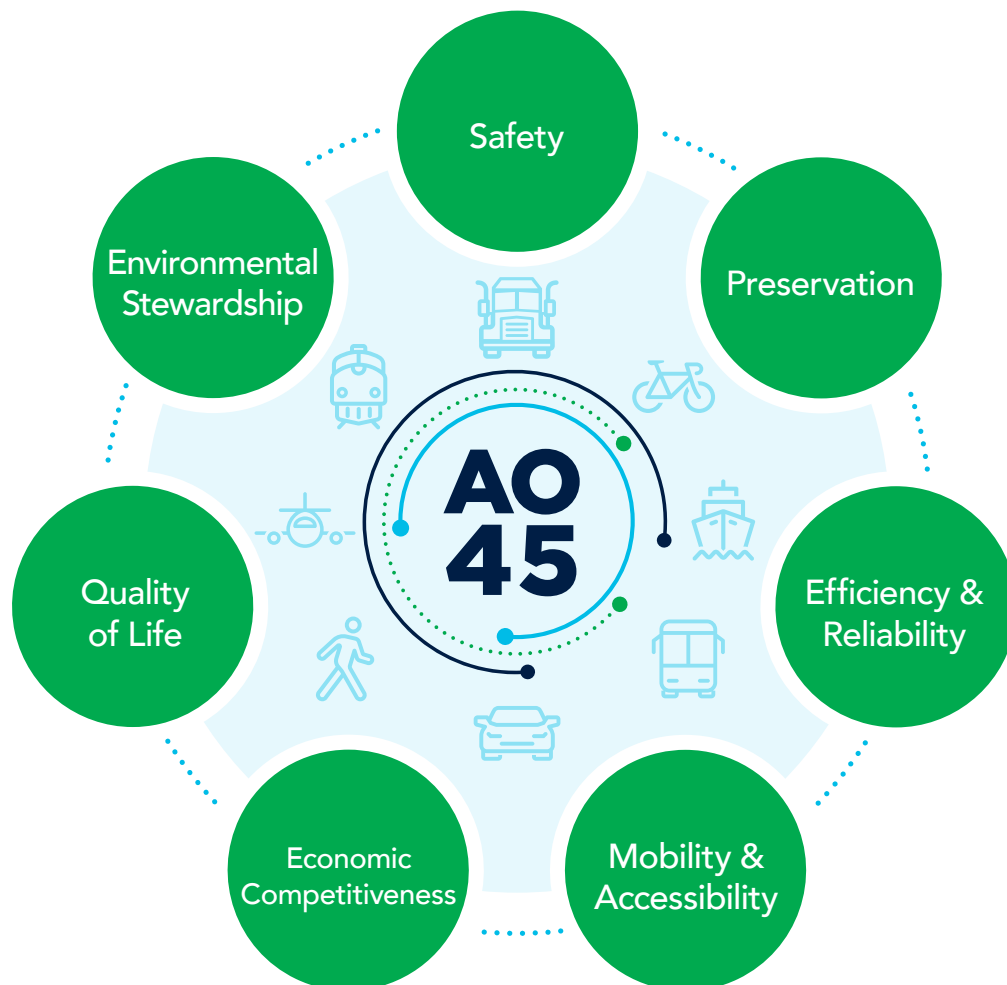 Safety
Preservation
Efficiency &
Reliability
Mobility &
Accessibility
Economic
Competitiveness
Quality
of Life
Environmental
Stewardship
AO
45